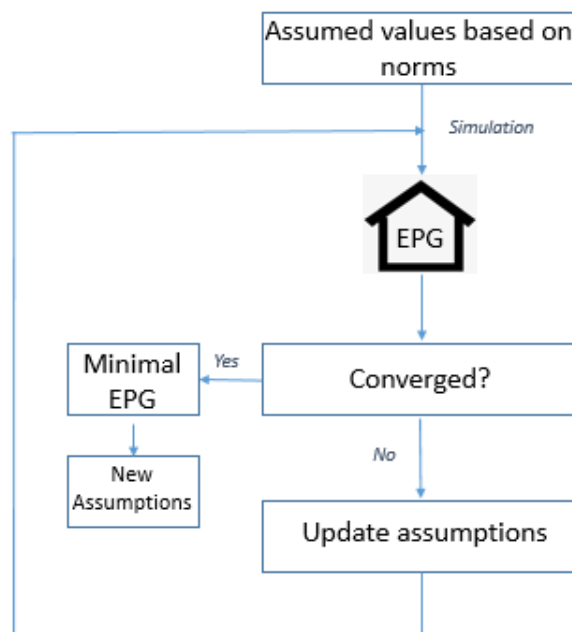 Assumed values based on
norms
Simulation
EPG
Yes
Minimal
EPG
Converged?
No
New
Assumptions
Update assumptions